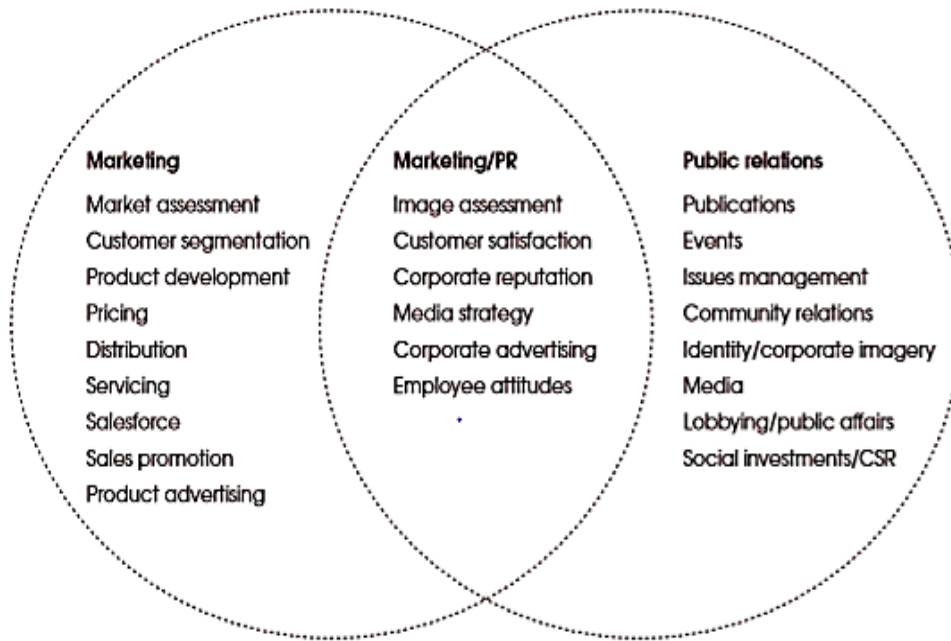 Marketing
Market assessment
Customer segmentation
Product development
Pricing
Distribution
Servicing
Salesforce
Sales promotion
Product advertising
Marketing/PR
Image assessment
Customer satisfaction
Corporate reputation
Media strategy
Corporate advertising
Employee attitudes
Public relations
Publications
Events
Issues management
Community relations
Identity/corporate imagery
Media
Lobbying/public affairs
Social investments/CSR